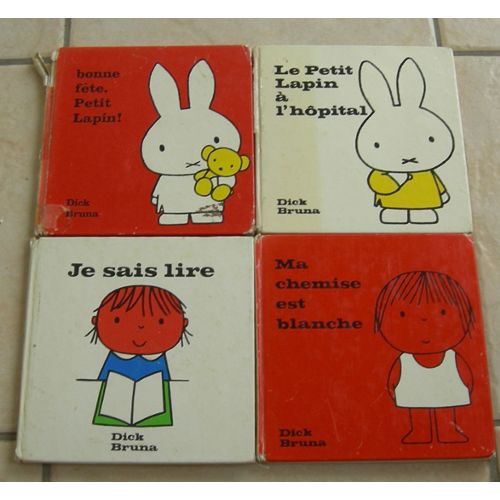 bonne
fête.
Petit
Lapin!
Dick
Bruna
Le Petit
Lapin
à
l'hôpital
Dick
Bruna
Je sais lire
Dick
Bruna
Ma
chemise
est
blanche
Dick
Bruna